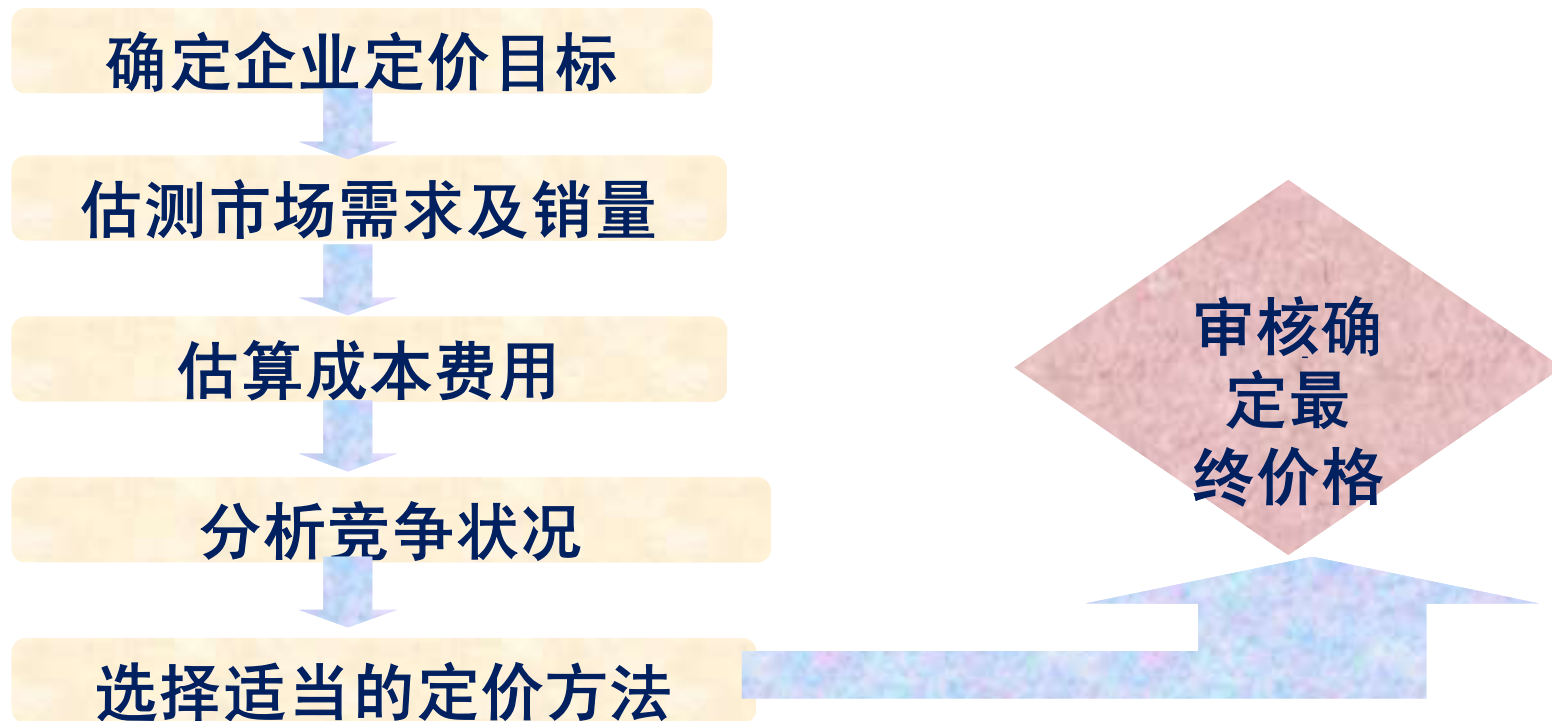 确定企业定价目标
估测市场需求及销量
估算成本费用
分析竞争状况
选择适当的定价方法
审核确
定最
终价格